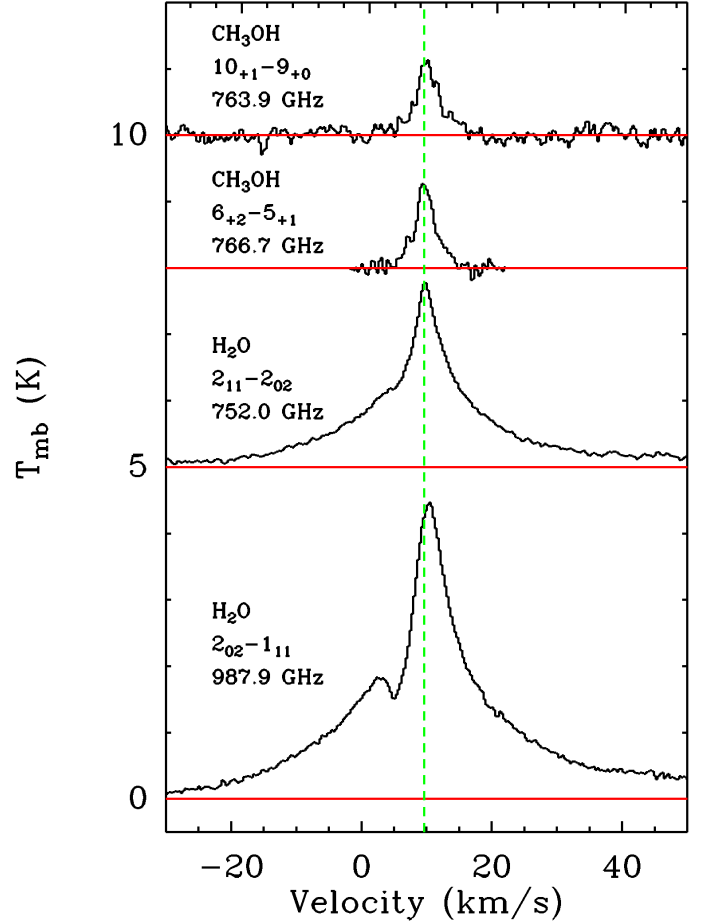 CH₃OH
10₊₁−9₊₀
763.9 GHz
10
CH₃OH
6₊₂−5₊₁
766.7 GHz
H₂O
2₁₁−2₀₂
752.0 GHz
T_mb (K)
5
H₂O
2₀₂−1₁₁
987.9 GHz
0
−20 0 20 40
Velocity (km/s)